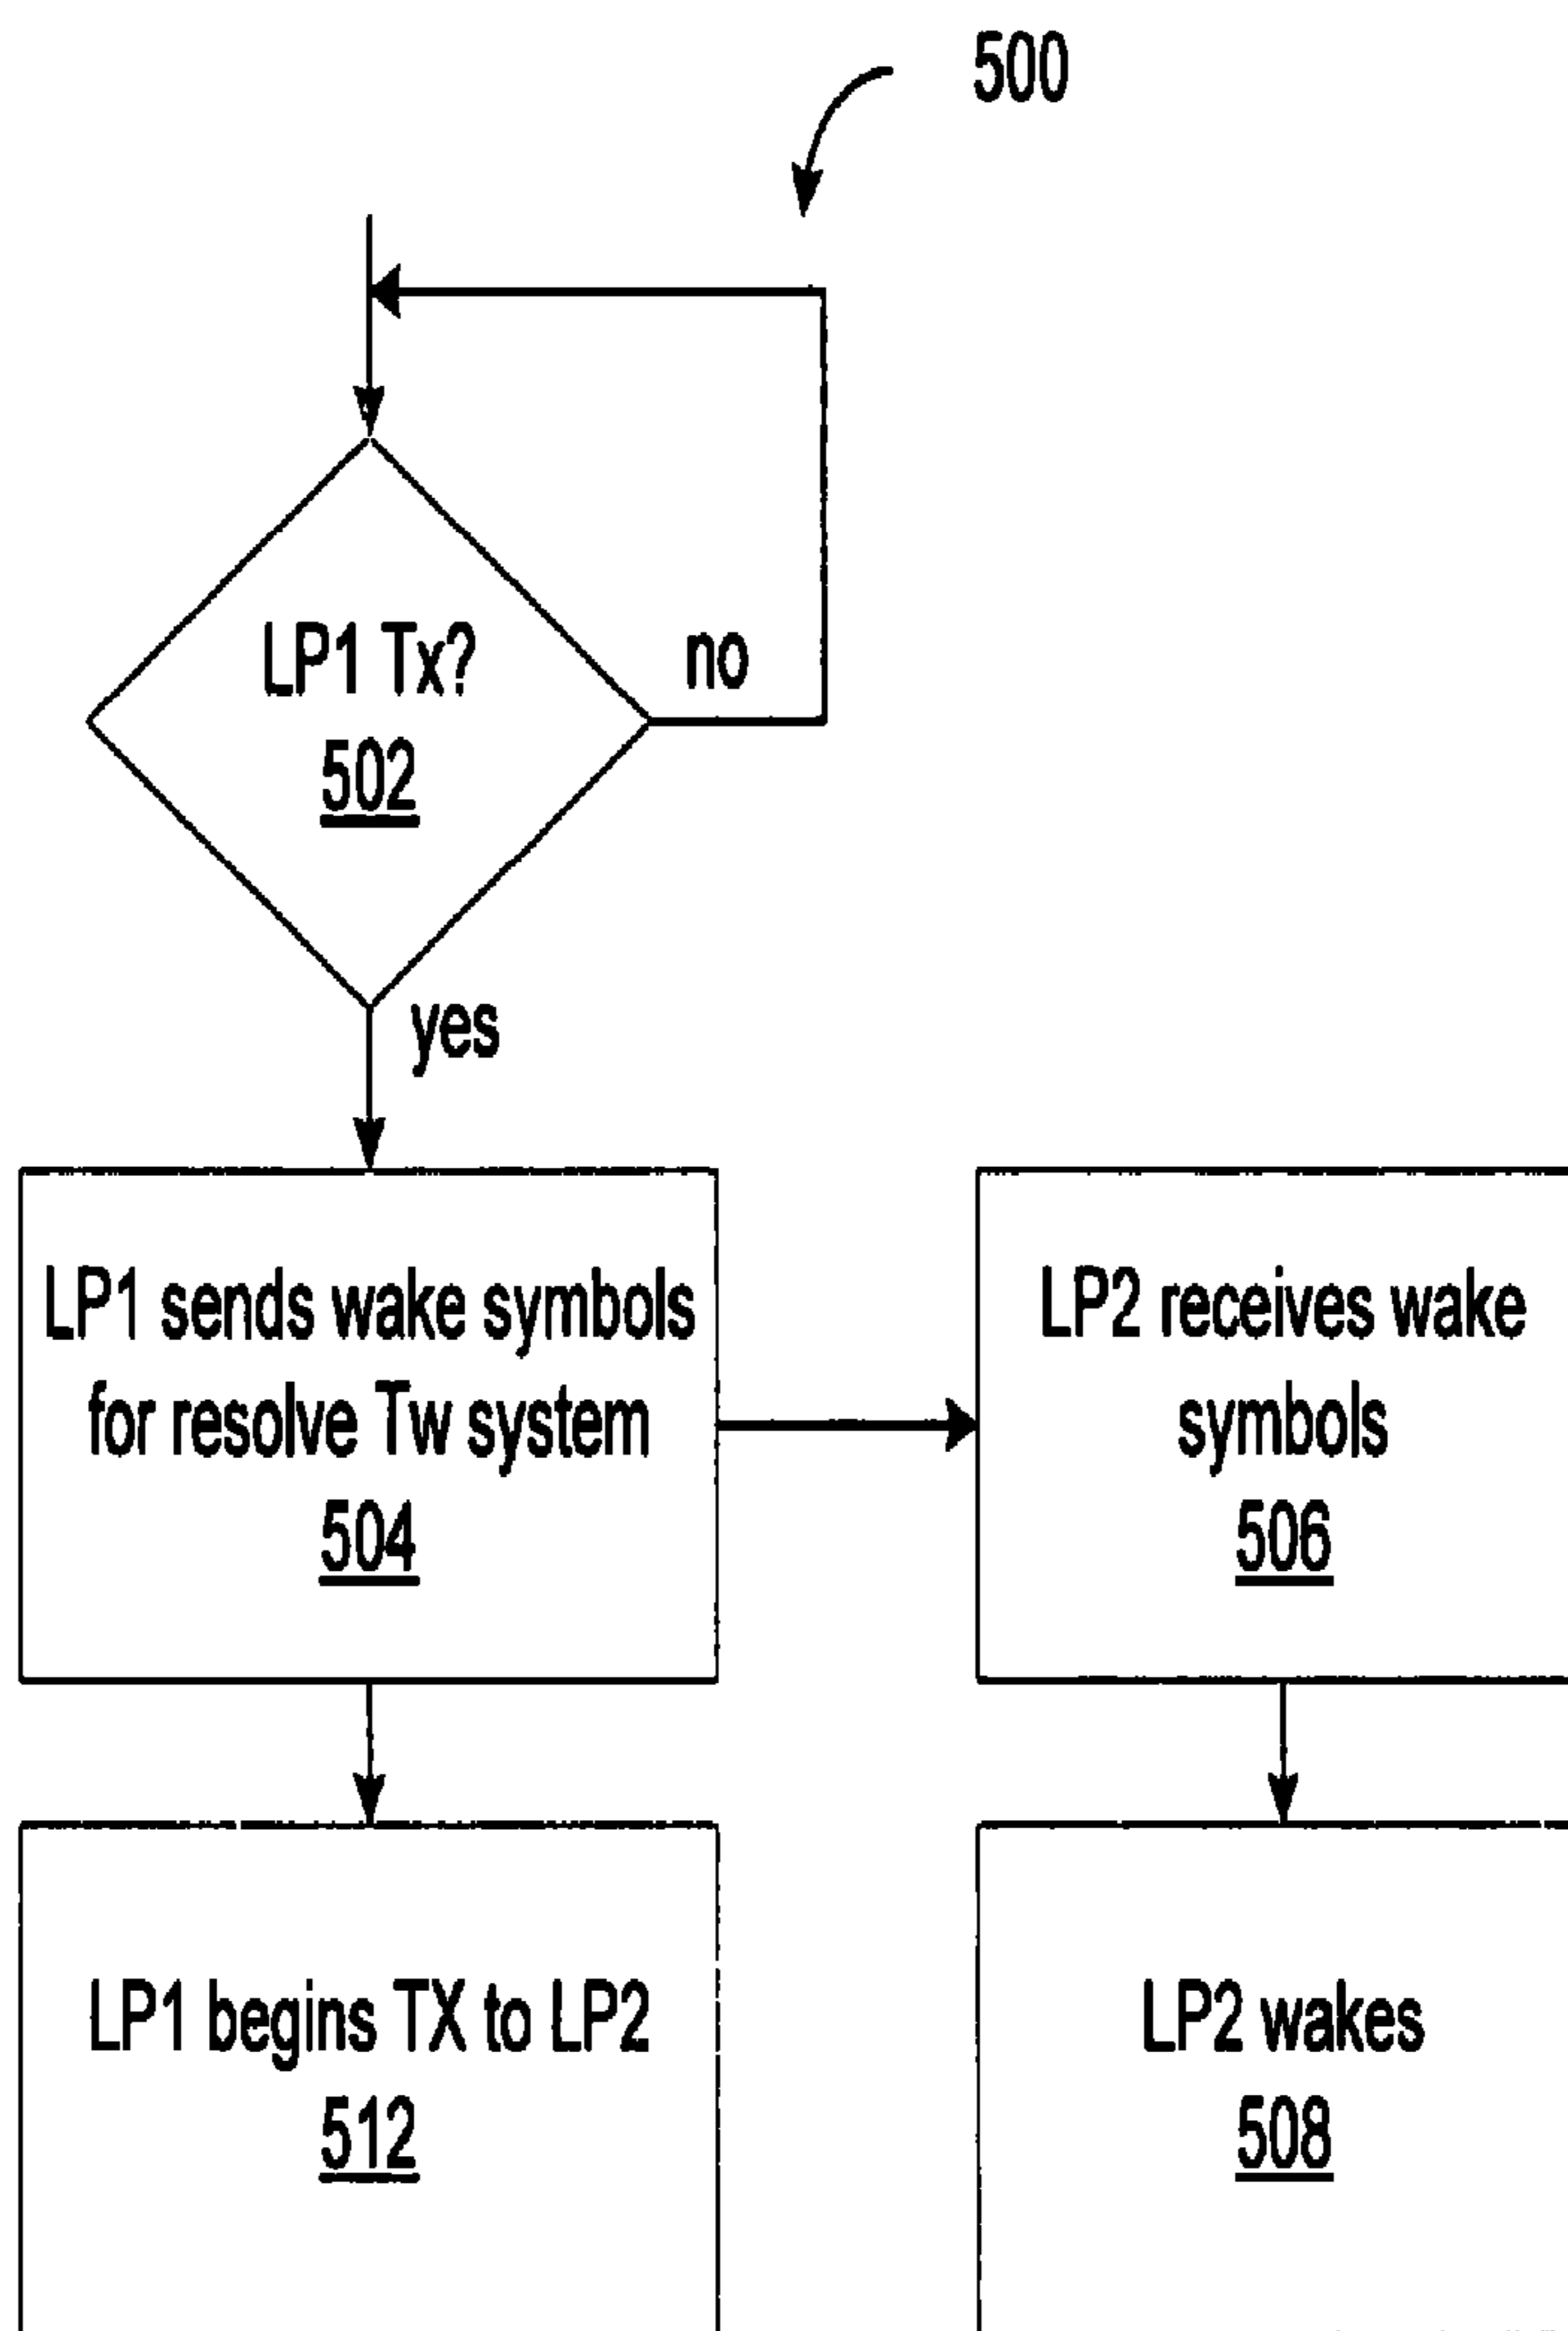 500
LP1 Tx?
502
no
yes
LP1 sends wake symbols
for resolve Tw system
504
LP2 receives wake
symbols
506
LP1 begins TX to LP2
512
LP2 wakes
508